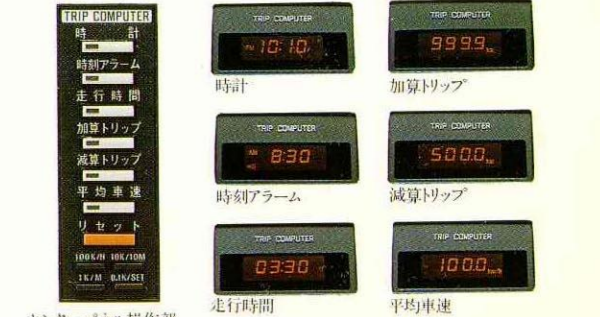 TRIP COMPUTER
時 計
時刻アラーム
走行時間
加算トリップ
減算トリップ
平均車速
リセット
100K/H 10K/10M
1K/M 0.1K/SET
TRIP COMPUTER
10:10
時計
TRIP COMPUTER
999.9
加算トリップ
TRIP COMPUTER
AM 8:30
時刻アラーム
TRIP COMPUTER
500.0
減算トリップ
TRIP COMPUTER
03:30
走行時間
TRIP COMPUTER
100.0 km/h
平均車速